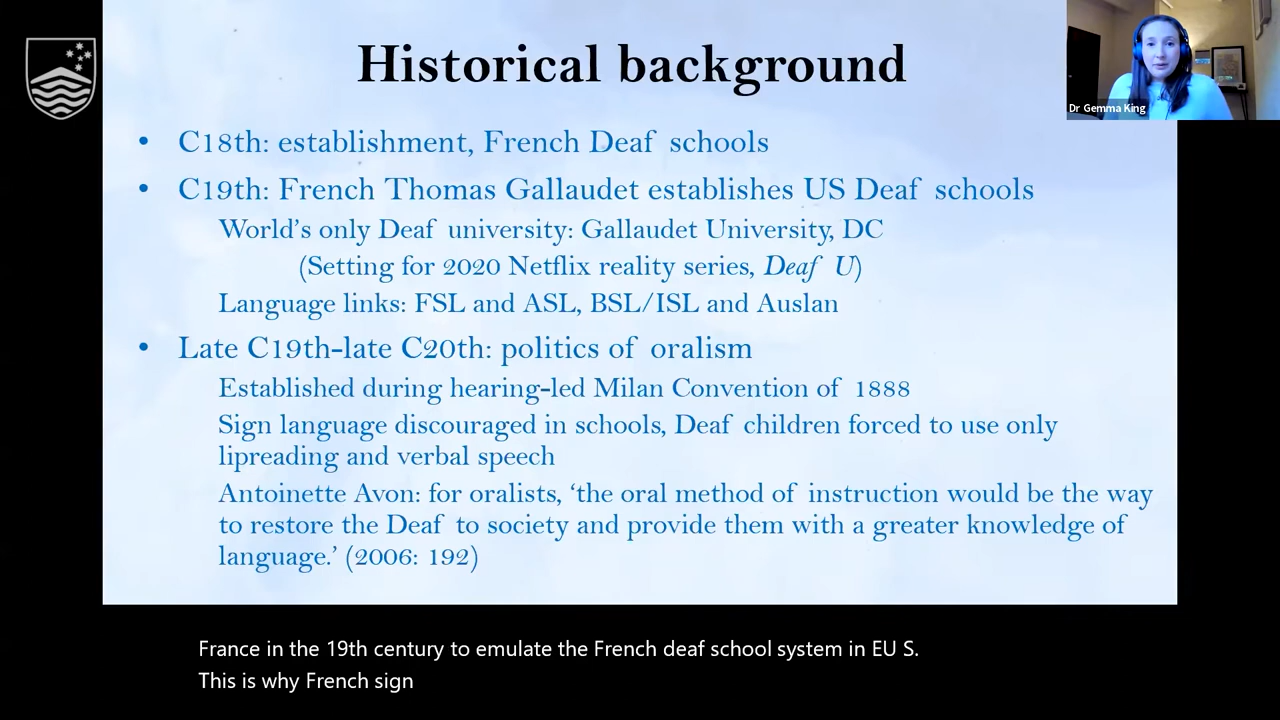 Historical background
Dr Gemma King
• C18th: establishment, French Deaf schools
• C19th: French Thomas Gallaudet establishes US Deaf schools
World's only Deaf university: Gallaudet University, DC
(Setting for 2020 Netflix reality series, Deaf U)
Language links: FSL and ASL, BSL/ISL and Auslan
• Late C19th-late C20th: politics of oralism
Established during hearing-led Milan Convention of 1888
Sign language discouraged in schools, Deaf children forced to use only
lipreading and verbal speech
Antoinette Avon: for oralists, ‘the oral method of instruction would be the way
to restore the Deaf to society and provide them with a greater knowledge of
language.’ (2006: 192)
France in the 19th century to emulate the French deaf school system in EU S.
This is why French sign